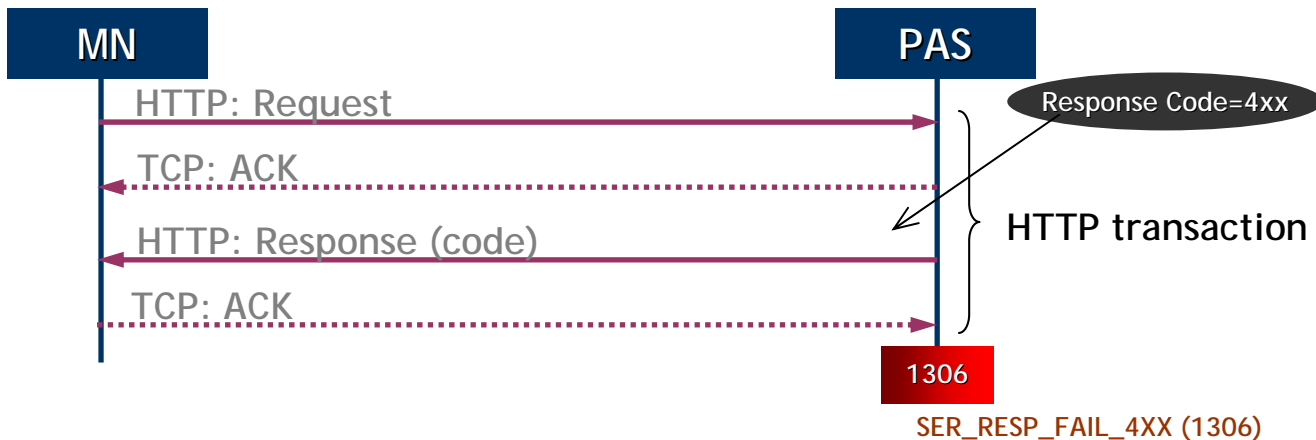 MN
PAS
HTTP: Request
Response Code=4xx
TCP: ACK
HTTP: Response (code)
HTTP transaction
TCP: ACK
1306
SER_RESP_FAIL_4XX (1306)